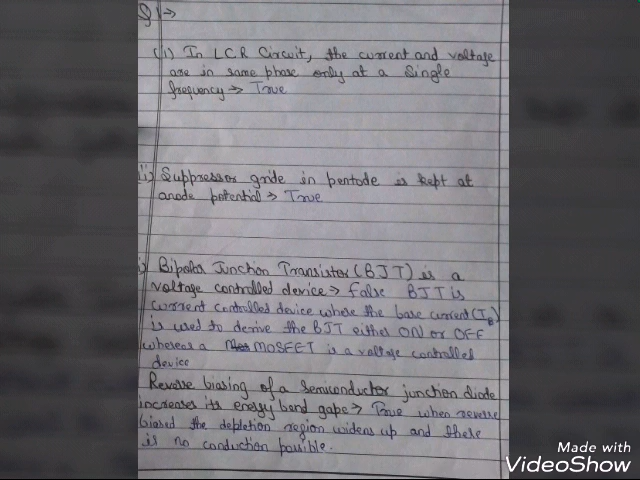 Q 1→
(i) In LCR Circuit, the current and voltage
are in same phase only at a single
frequency → True
(ii) Suppressor gride in pentode is kept at
anode potential → True
) Bipolar Junction Transistor (BJT) is a
voltage controlled device → false BJT is
current controlled device where the base current (IB)
is used to derive the BJT either ON or OFF
whereas a MOSFET is a voltage controlled
device
Reverse biasing of a semiconductor junction diode
increases its energy band gape → True when reverse
biased the depletion region widens up and there
is no conduction possible.
Made with
VideoShow